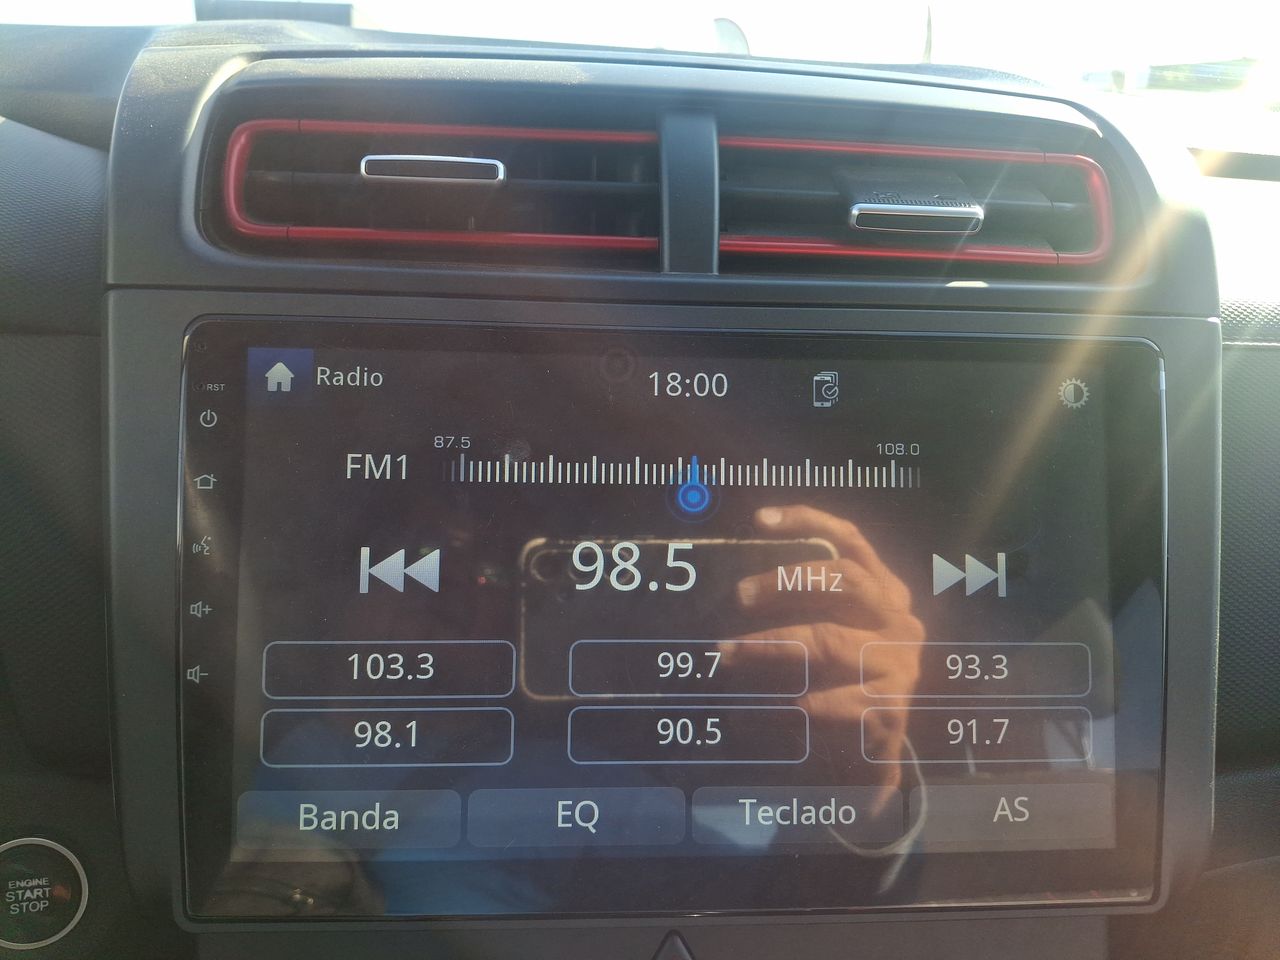 Radio
18:00
RST
87.5
108.0
FM1
98.5 MHz
103.3
99.7
93.3
98.1
90.5
91.7
Banda
EQ
Teclado
AS
ENGINE
START
STOP